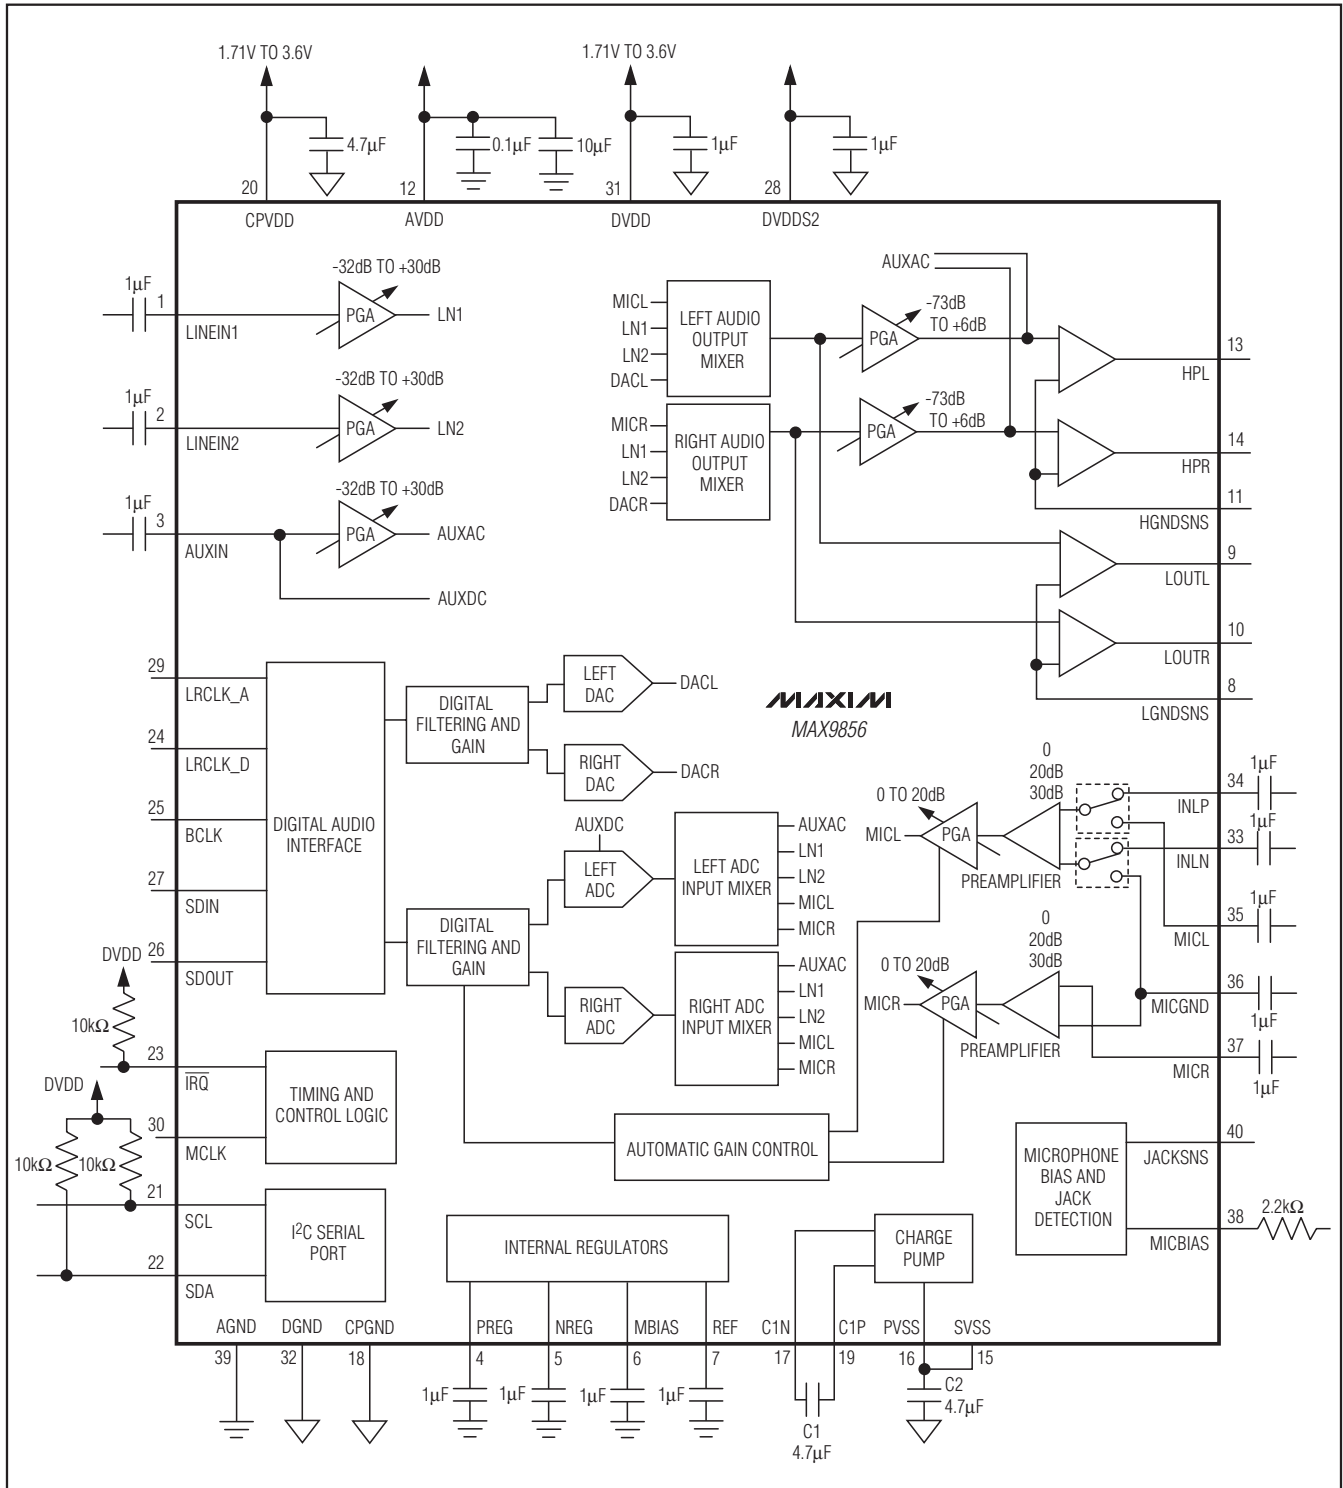 1.71V TO 3.6V
1.71V TO 3.6V
4.7µF
0.1µF
10µF
1µF
1µF
20
12
31
28
CPVDD
AVDD
DVDD
DVDDS2
1µF
1
LINEIN1
-32dB TO +30dB
PGA
LN1
1µF
2
LINEIN2
-32dB TO +30dB
PGA
LN2
1µF
3
AUXIN
-32dB TO +30dB
PGA
AUXAC
AUXDC
AUXAC
MICL
LN1
LN2
DACL
LEFT AUDIO
OUTPUT
MIXER
PGA
-73dB
TO +6dB
13
HPL
MICR
LN1
LN2
DACR
RIGHT AUDIO
OUTPUT
MIXER
PGA
-73dB
TO +6dB
14
HPR
11
HGNDSNS
9
LOUTL
10
LOUTR
8
LGNDSNS
29
LRCLK_A
24
LRCLK_D
25
BCLK
27
SDIN
26
SDOUT
DIGITAL AUDIO
INTERFACE
DIGITAL
FILTERING AND
GAIN
LEFT
DAC
DACL
RIGHT
DAC
DACR
MAXIM
MAX9856
AUXDC
LEFT
ADC
LEFT ADC
INPUT MIXER
AUXAC
LN1
LN2
MICL
MICR
DIGITAL
FILTERING AND
GAIN
RIGHT
ADC
RIGHT ADC
INPUT MIXER
AUXAC
LN1
LN2
MICL
MICR
0 TO 20dB
MICL
PGA
0
20dB
30dB
PREAMPLIFIER
0 TO 20dB
MICR
PGA
0
20dB
30dB
PREAMPLIFIER
1µF
34
INLP
1µF
33
INLN
1µF
35
MICL
36
MICGND
1µF
37
MICR
1µF
DVDD
10kΩ
23
IRQ
DVDD
30
MCLK
TIMING AND
CONTROL LOGIC
10kΩ
10kΩ
21
SCL
22
SDA
I²C SERIAL
PORT
AUTOMATIC GAIN CONTROL
MICROPHONE
BIAS AND
JACK
DETECTION
40
JACKSNS
38
MICBIAS
2.2kΩ
INTERNAL REGULATORS
CHARGE
PUMP
AGND
DGND
CPGND
PREG
NREG
MBIAS
REF
C1N
C1P
PVSS
SVSS
39
32
18
4
5
6
7
17
19
16
15
1µF
1µF
1µF
1µF
C1
4.7µF
C2
4.7µF